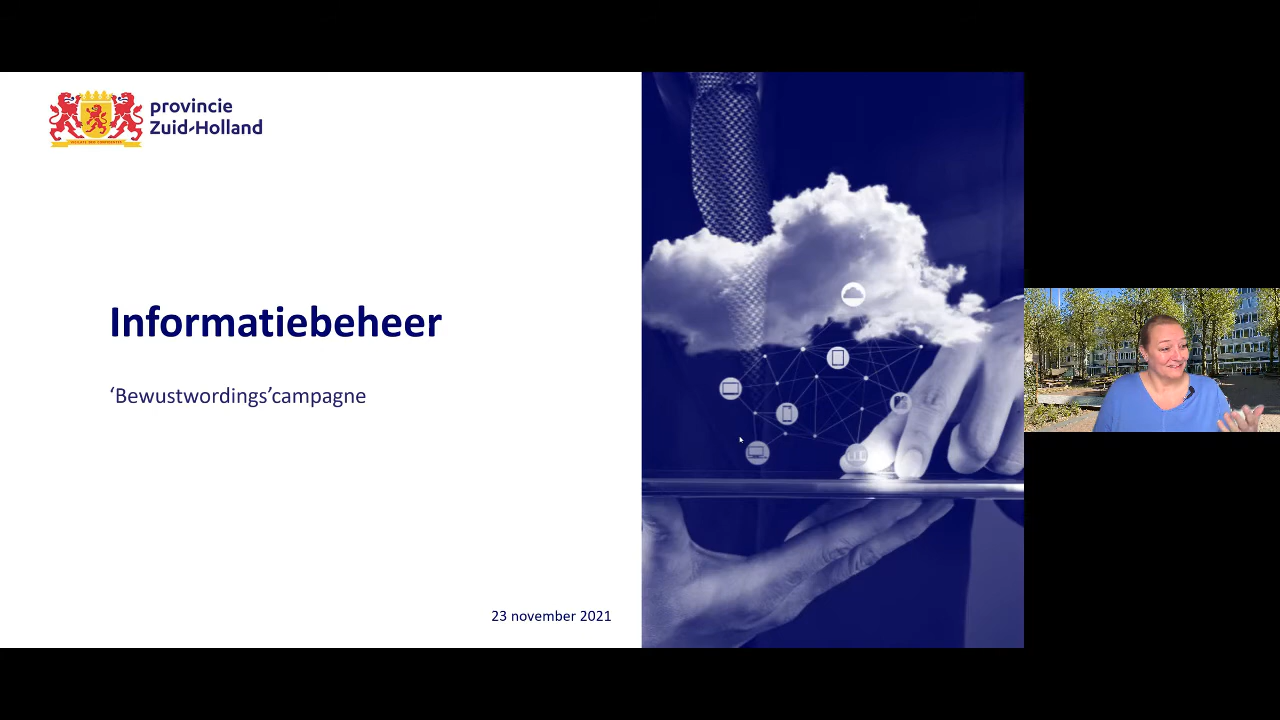 provincie
Zuid-Holland
Informatiebeheer
‘Bewustwordings’campagne
23 november 2021